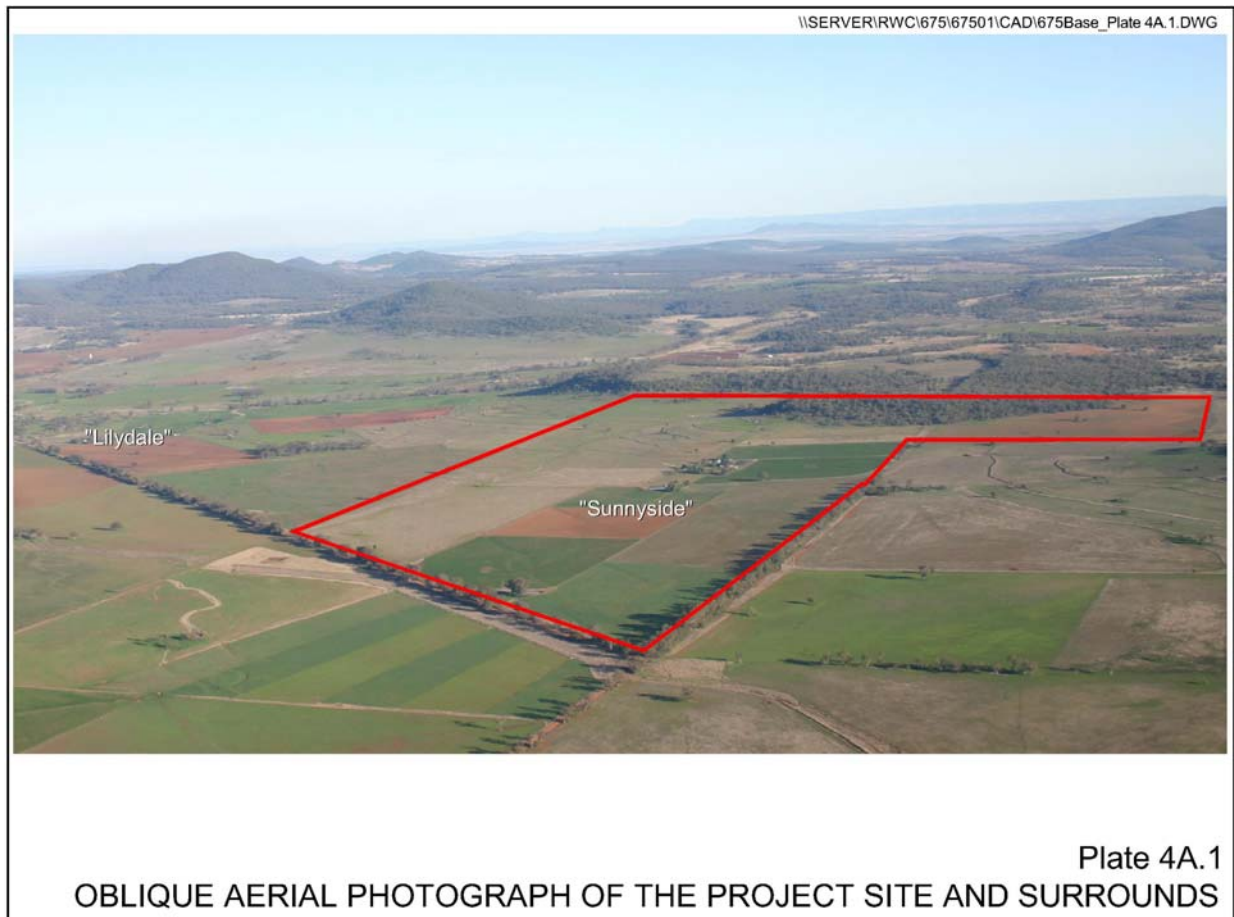 \\SERVER\RWC\675\67501\CAD\675Base_Plate 4A.1.DWG
"Lilydale"
"Sunnyside"
Plate 4A.1
OBLIQUE AERIAL PHOTOGRAPH OF THE PROJECT SITE AND SURROUNDS